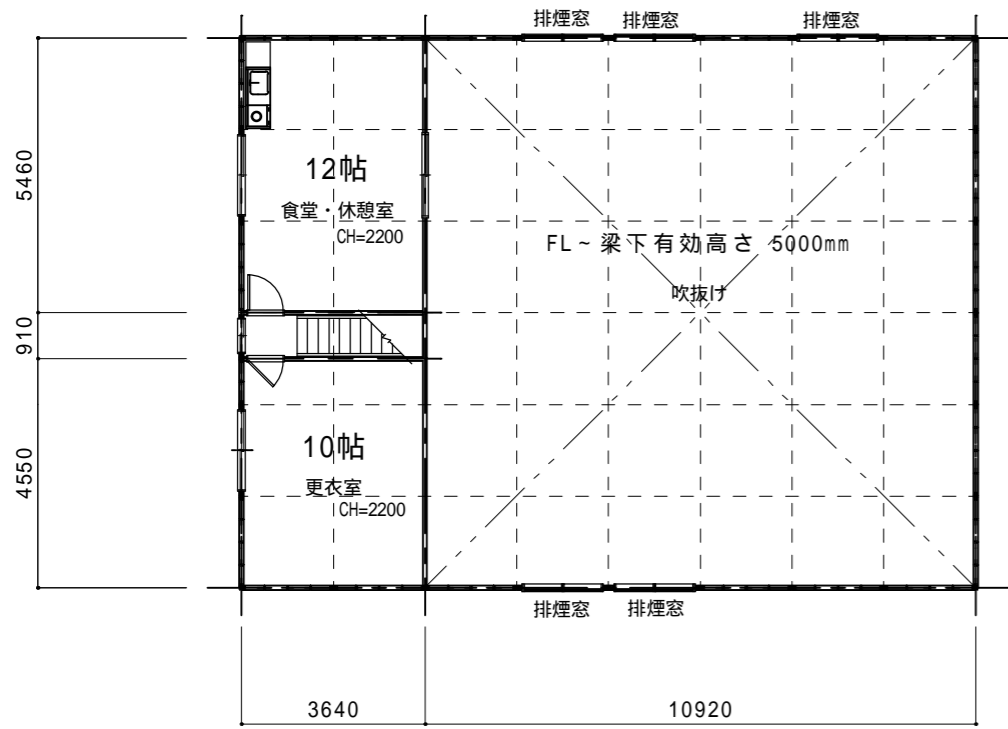 排煙窓 排煙窓 排煙窓
5460
12帖
食堂・休憩室
CH=2200
FL~梁下有効高さ 5000mm
吹抜け
910
4550
10帖
更衣室
CH=2200
排煙窓 排煙窓
3640 10920